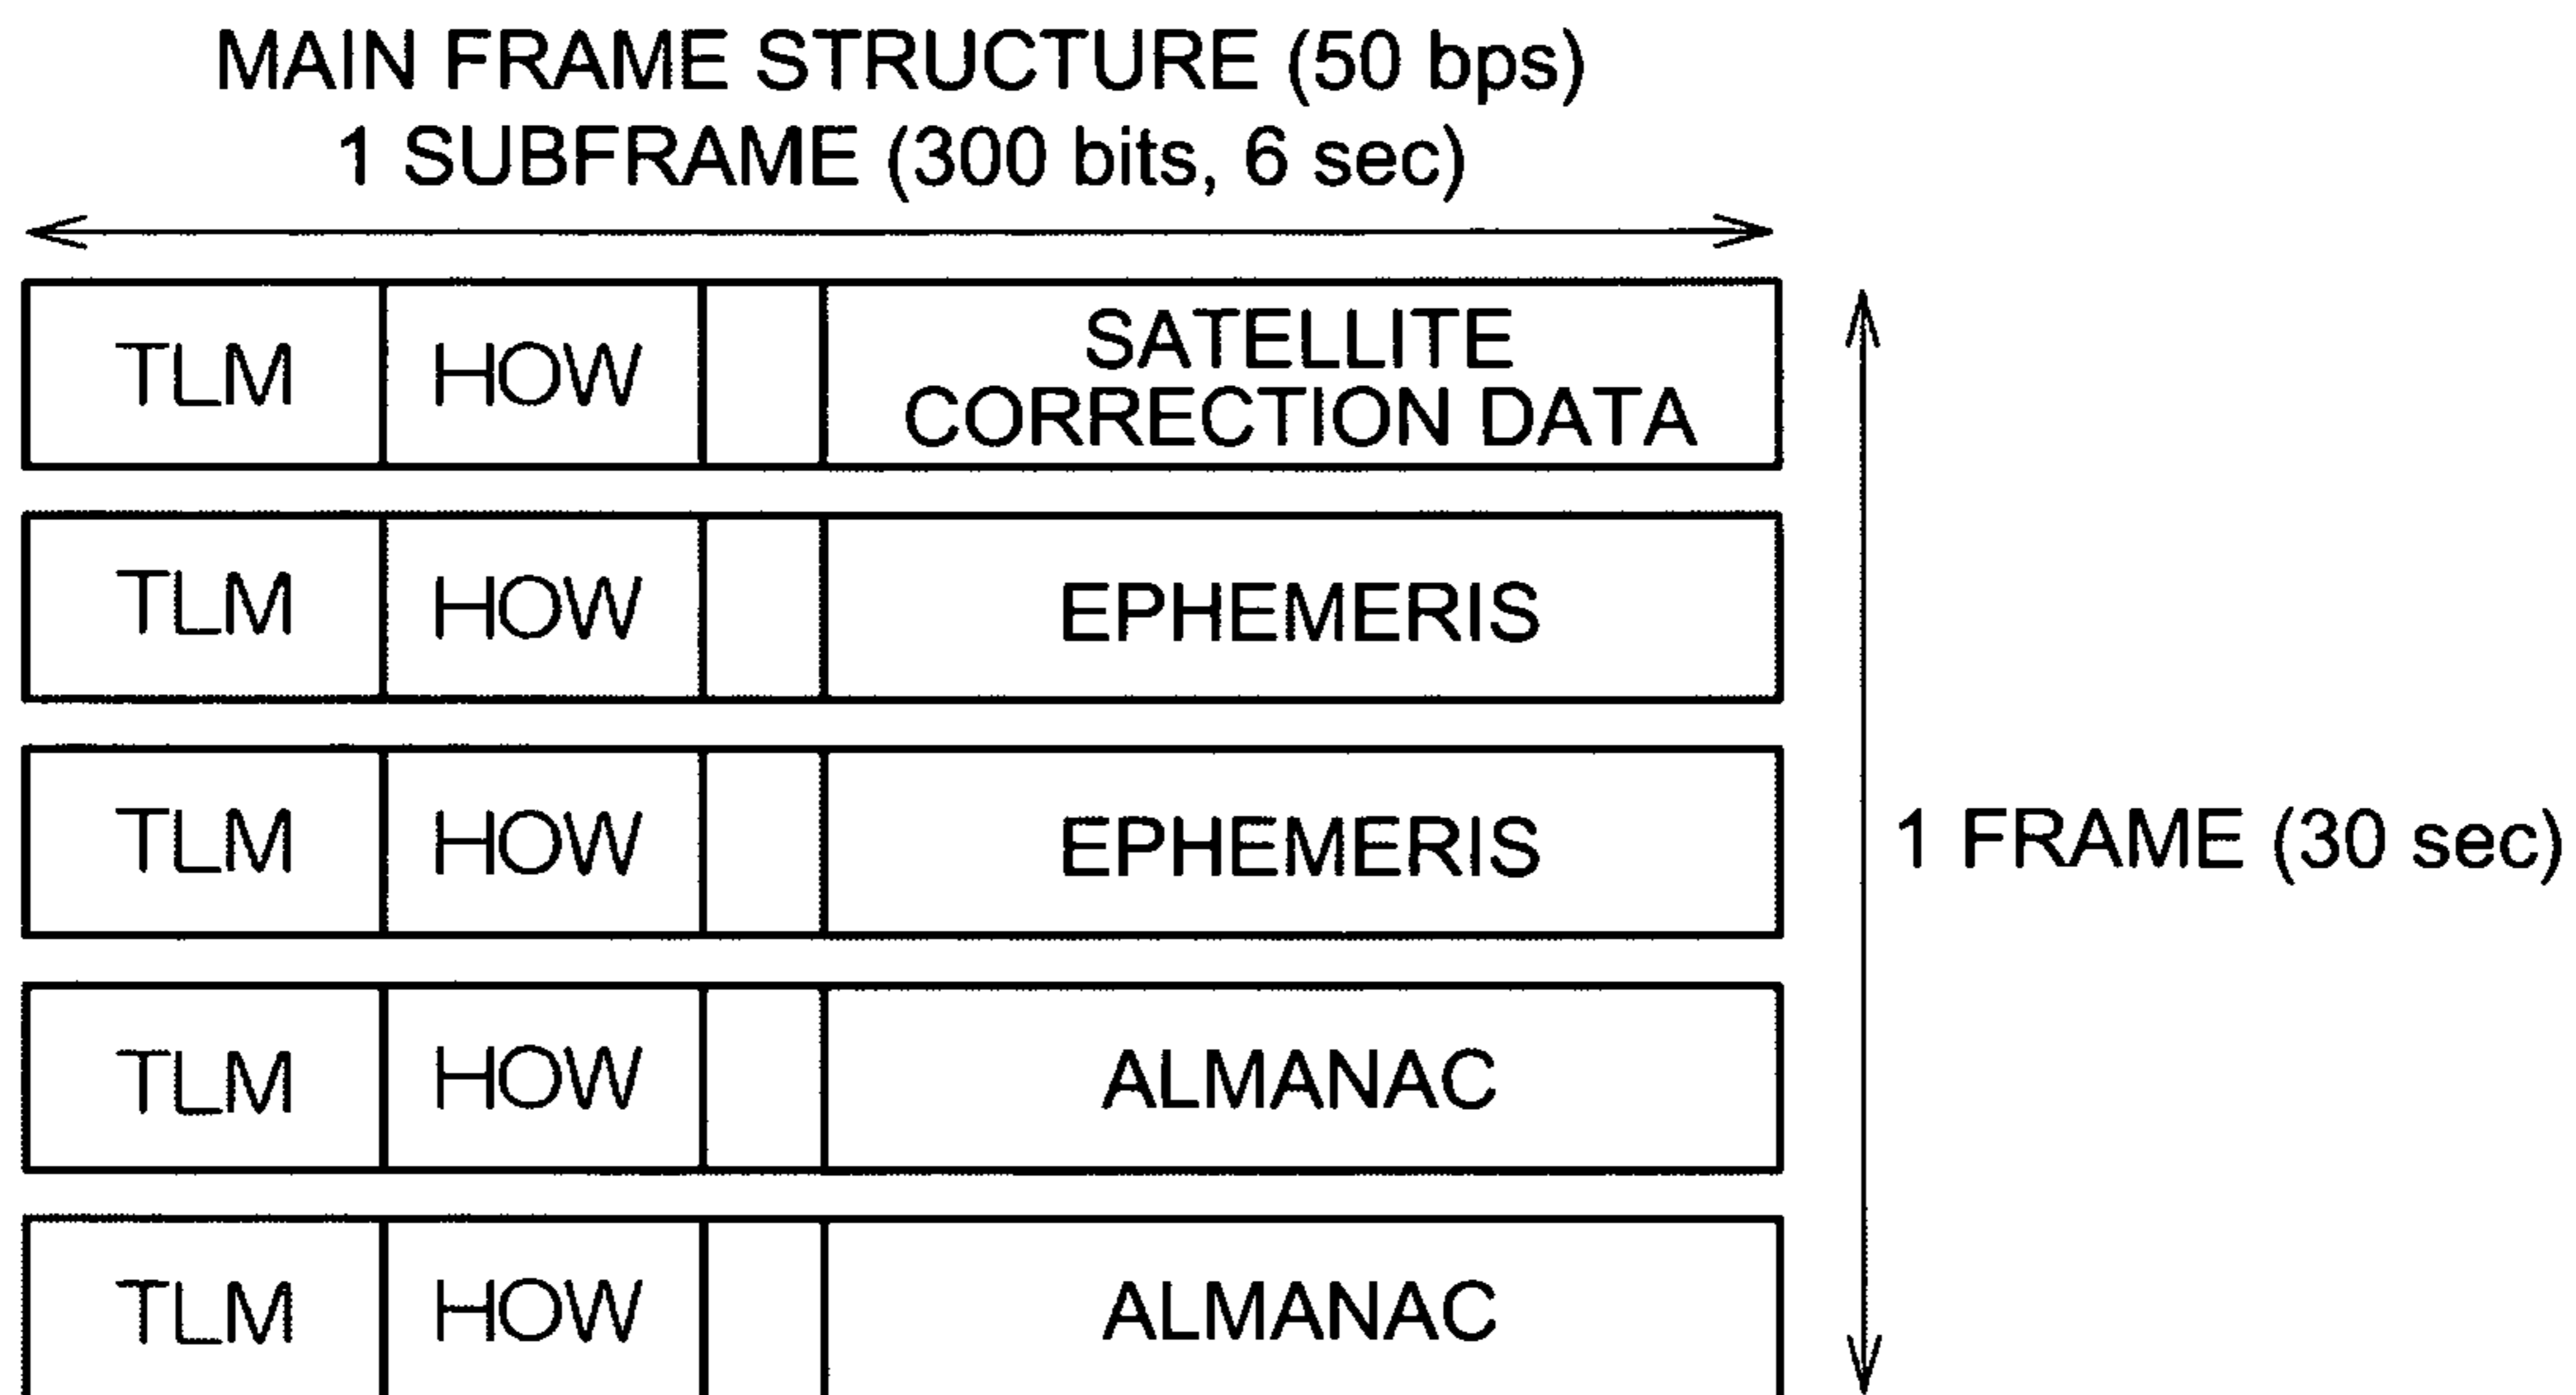 MAIN FRAME STRUCTURE (50 bps)
1 SUBFRAME (300 bits, 6 sec)
TLM HOW SATELLITE
CORRECTION DATA
TLM HOW EPHEMERIS
TLM HOW EPHEMERIS
1 FRAME (30 sec)
TLM HOW ALMANAC
TLM HOW ALMANAC